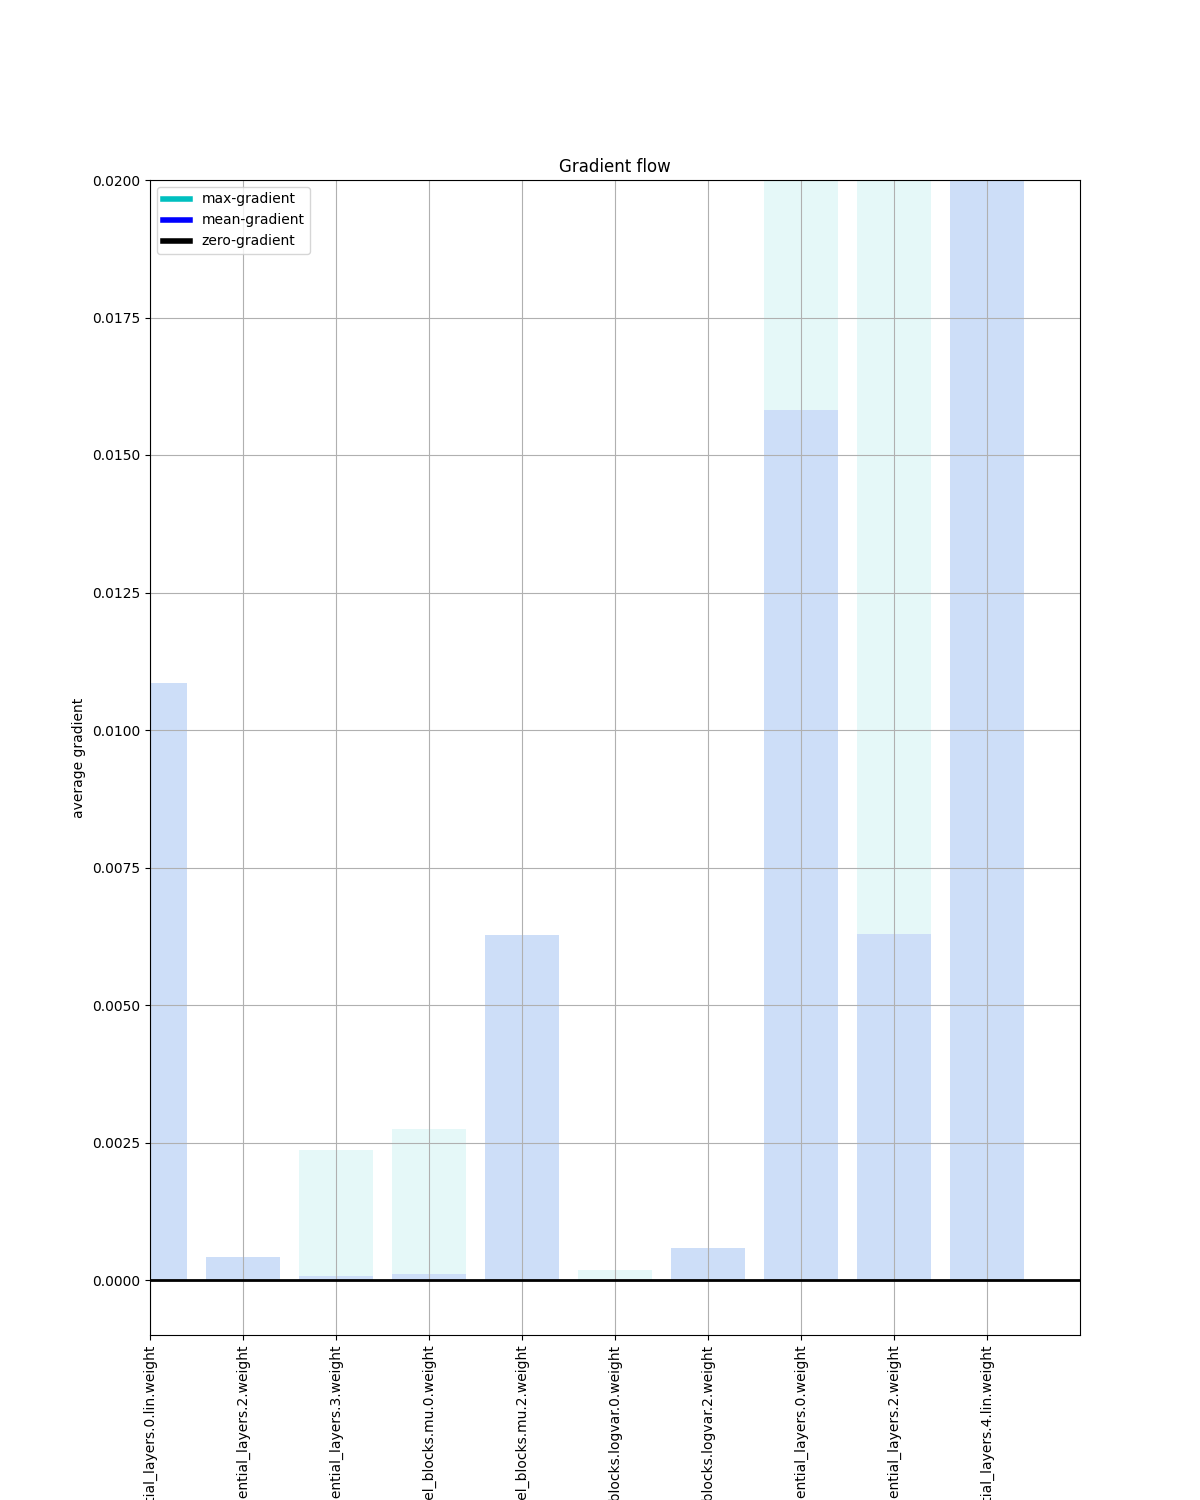 Gradient flow
max-gradient
mean-gradient
zero-gradient
0.0200
0.0175
0.0150
0.0125
0.0100
0.0075
0.0050
0.0025
0.0000
average gradient
tial_layers.0.lin.weight
ential_layers.2.weight
ential_layers.3.weight
el_blocks.mu.0.weight
el_blocks.mu.2.weight
blocks.logvar.0.weight
blocks.logvar.2.weight
ential_layers.0.weight
ential_layers.2.weight
tial_layers.4.lin.weight